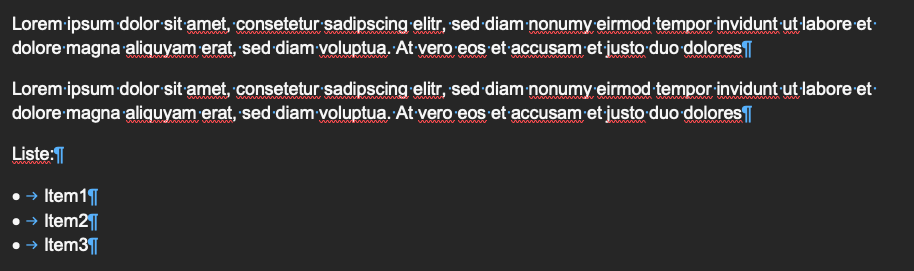 Lorem ipsum dolor sit amet, consetetur sadipscing elitr, sed diam nonumy eirmod tempor invidunt ut labore et
dolore magna aliquyam erat, sed diam voluptua. At vero eos et accusam et justo duo dolores¶
Lorem ipsum dolor sit amet, consetetur sadipscing elitr, sed diam nonumy eirmod tempor invidunt ut labore et
dolore magna aliquyam erat, sed diam voluptua. At vero eos et accusam et justo duo dolores¶
Liste:¶
• → Item1¶
• → Item2¶
• → Item3¶